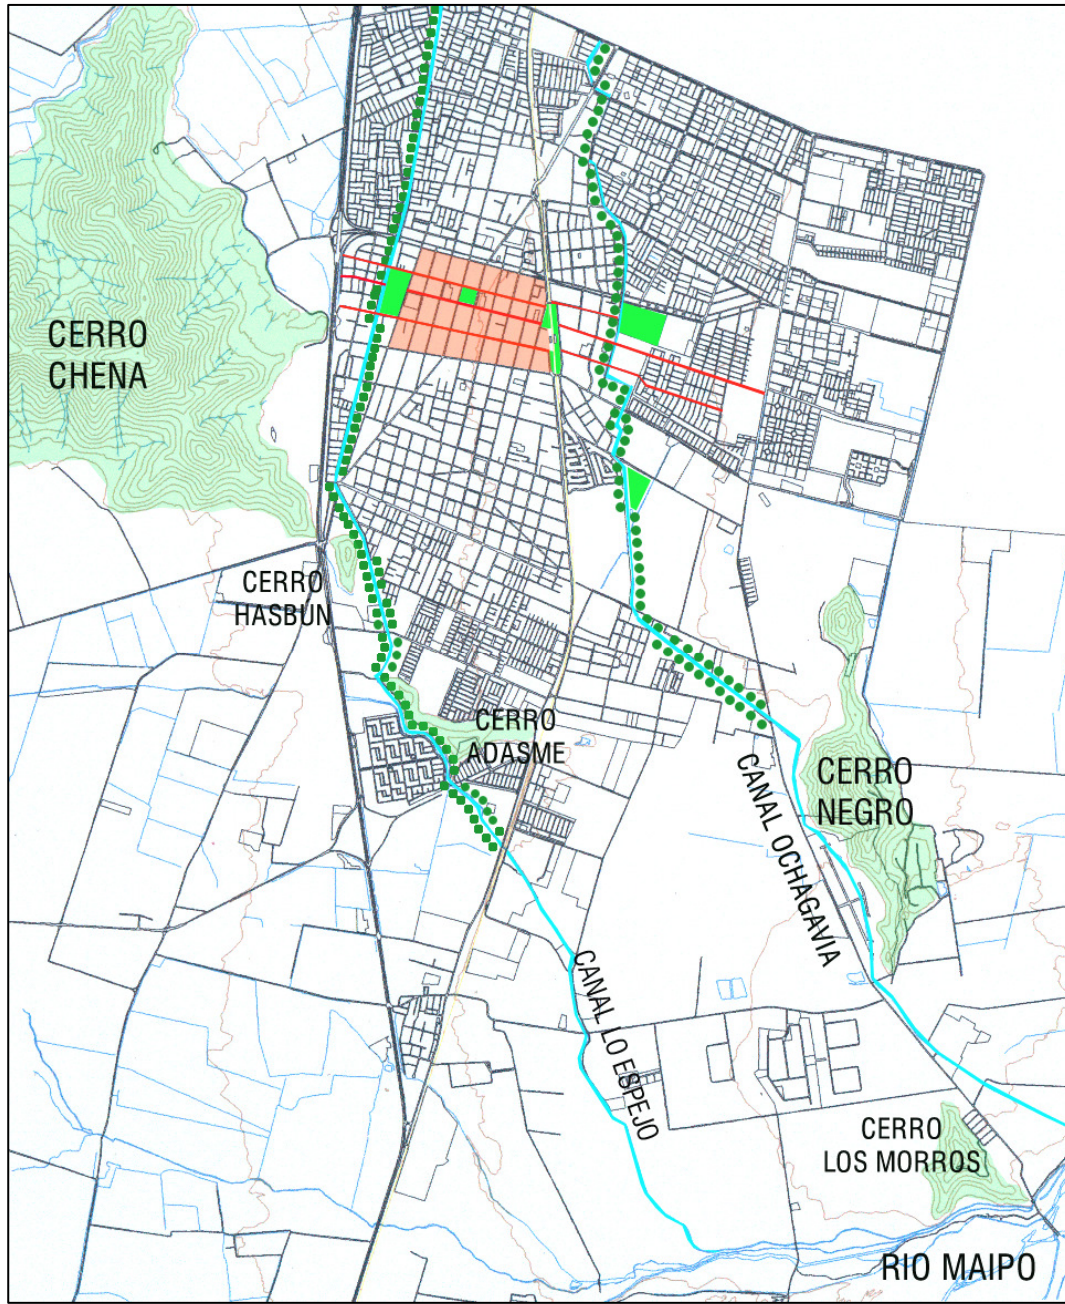 CERRO
CHENA
CERRO
HASBUN
CERRO
ADASME
CERRO
NEGRO
CANAL OCHAGAVIA
CANAL LO ESPEJO
CERRO
LOS MORROS
RIO MAIPO